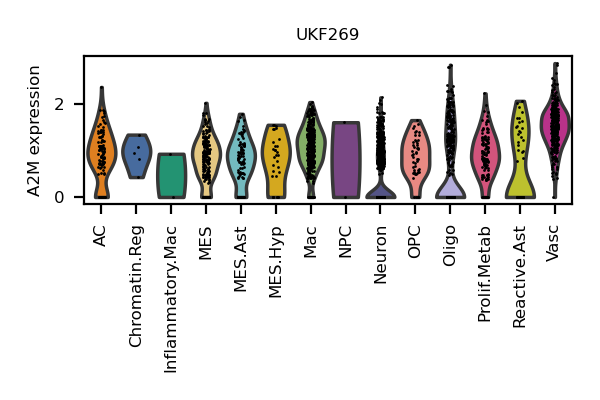 UKF269
A2M expression
2
0
AC
Chromatin.Reg
Inflammatory.Mac
MES
MES.Ast
MES.Hyp
Mac
NPC
Neuron
OPC
Oligo
Prolif.Metab
Reactive.Ast
Vasc